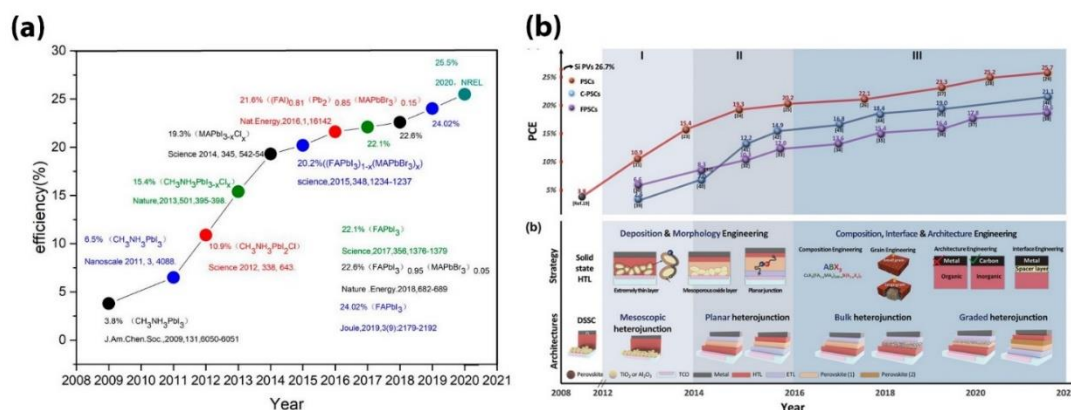 (a)
30
25
20
15
10
5
0
efficiency(%)
2008 2009 2010 2011 2012 2013 2014 2015 2016 2017 2018 2019 2020 2021
Year
3.8% (CH3NH3PbI3)
J.Am.Chen.Soc.,2009,131,6050-6051
6.5% (CH3NH3PbI3)
Nanoscale 2011, 3, 4088.
10.9% (CH3NH3PbI2Cl)
Science 2012, 338, 643.
15.4% (CH3NH3PbI3-xClx)
Nature,2013,501,395-398.
19.3% (MAPbI3-xClx)
Science 2014, 345, 542-54
20.2%((FAPbI3)1-x(MAPbBr3)x)
science,2015,348,1234-1237
21.6% ((FAI)0.81 (Pb2)0.85 (MAPbBr3)0.15)
Nat.Energy.2016,1,16142
22.1%
22.6%
24.02%
25.5%
2020，NREL
22.1% (FAPbI3)
Science,2017,356,1376-1379
22.6% (FAPbI3)0.95 (MAPbBr3)0.05
Nature .Energy.2018,682-689
24.02% (FAPbI3)
Joule,2019,3(9):2179-2192
(b)
I II III
Si PVs 26.7%
PSCs
C-PSCs
FPSCs
25%
20%
15%
10%
5%
PCE
3.8 10.9 15.4 19.3 20.2 22.1 23.3 25.2 25.7
12.2 14.9 16.8 18.4 19.0 21.1
(b)
Strategy
Solid state HTL
Deposition & Morphology Engineering
Extremely thin layer
Mesoporous oxide layer
Planar junction
Composition, Interface & Architecture Engineering
Composition Engineering
ABX3
Grain Engineering
Architecture Engineering
Metal
Organic
Carbon
Inorganic
Interface Engineering
Metal
Spacer layer
Architectures
DSSC
Mesoscopic heterojunction
Planar heterojunction
Bulk heterojunction
Graded heterojunction
Perovskite TiO2 or Al2O3 TCO Metal HTL ETL Perovskite (1) Perovskite (2)
2008 2012 2014 2016 2018 2020 202
Year